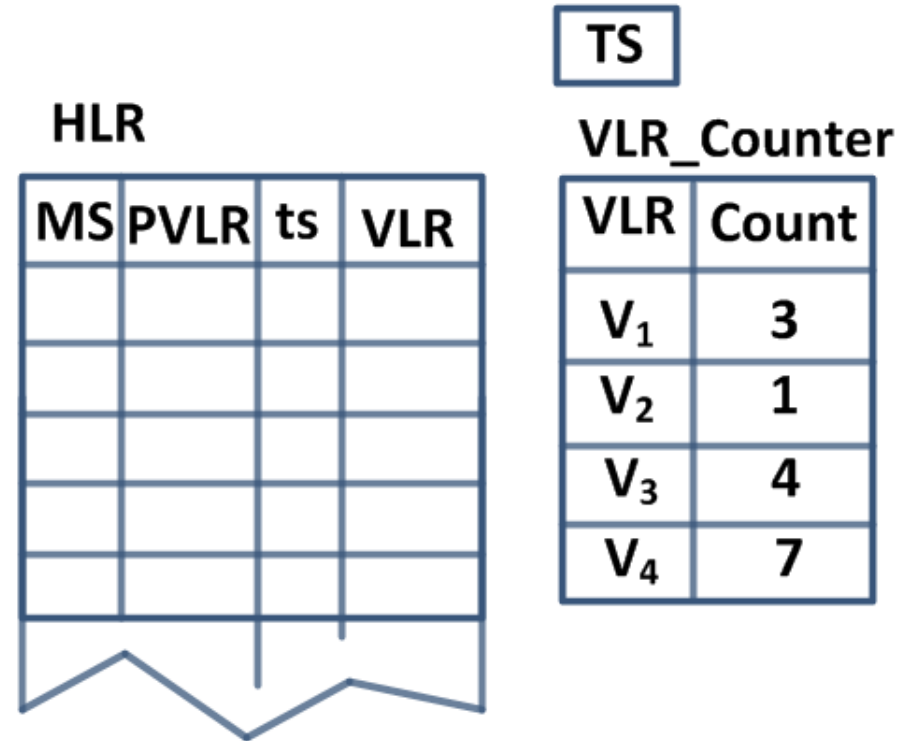 TS
HLR
VLR_Counter
MS PVLR ts VLR
VLR Count
V₁ 3
V₂ 1
V₃ 4
V₄ 7